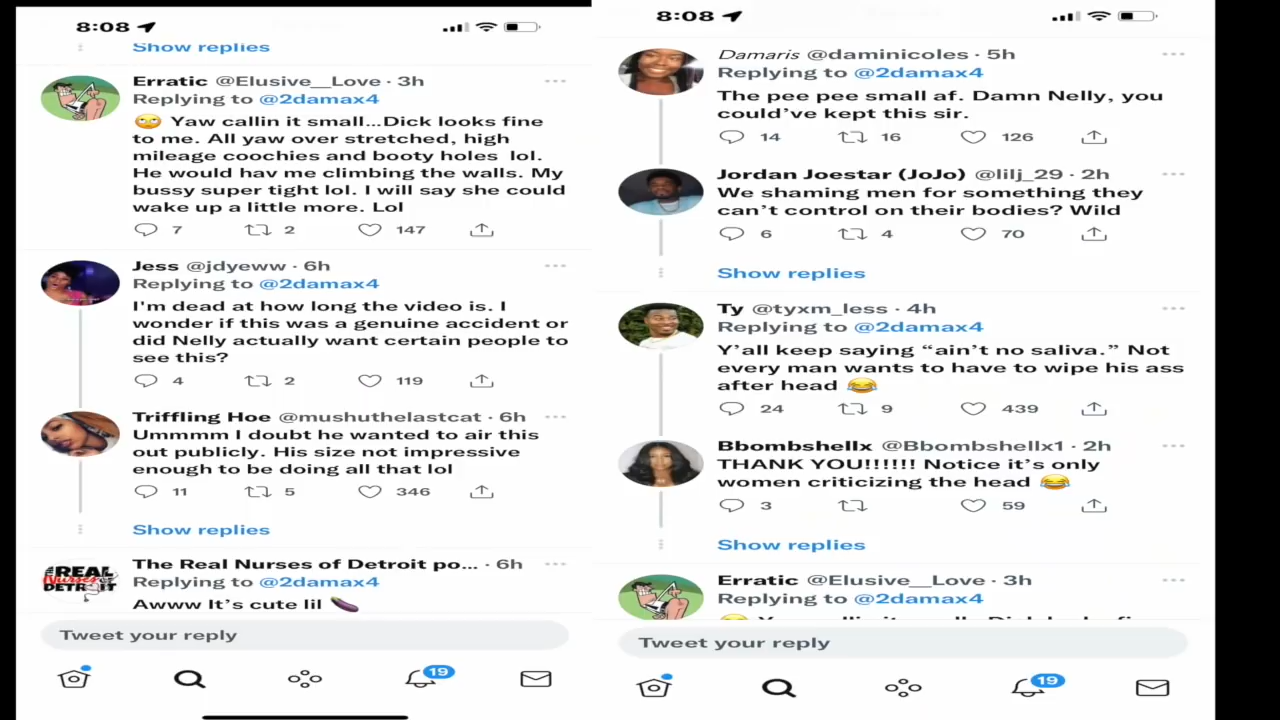 8:08
Show replies
Erratic @Elusive__Love · 3h
Replying to @2damax4
🙄 Yaw callin it small...Dick looks fine
to me. All yaw over stretched, high
mileage coochies and booty holes lol.
He would hav me climbing the walls. My
bussy super tight lol. I will say she could
wake up a little more. Lol
7 2 147
Jess @jdyeww · 6h
Replying to @2damax4
I'm dead at how long the video is. I
wonder if this was a genuine accident or
did Nelly actually want certain people to
see this?
4 2 119
Triffling Hoe @mushuthelastcat · 6h
Ummmm I doubt he wanted to air this
out publicly. His size not impressive
enough to be doing all that lol
11 5 346
Show replies
THE REAL
Nurses of
DETROIT
The Real Nurses of Detroit po... · 6h
Replying to @2damax4
Awww It's cute lil 🍆
Tweet your reply
19
8:08
Damaris @daminicoles · 5h
Replying to @2damax4
The pee pee small af. Damn Nelly, you
could've kept this sir.
14 16 126
Jordan Joestar (JoJo) @lilj_29 · 2h
We shaming men for something they
can't control on their bodies? Wild
6 4 70
Show replies
Ty @tyxm_less · 4h
Replying to @2damax4
Y'all keep saying “ain't no saliva.” Not
every man wants to have to wipe his ass
after head 😂
24 9 439
Bbombshellx @Bbombshellx1 · 2h
THANK YOU!!!!!! Notice it's only
women criticizing the head 😂
3 59
Show replies
Erratic @Elusive__Love · 3h
Replying to @2damax4
Tweet your reply
19